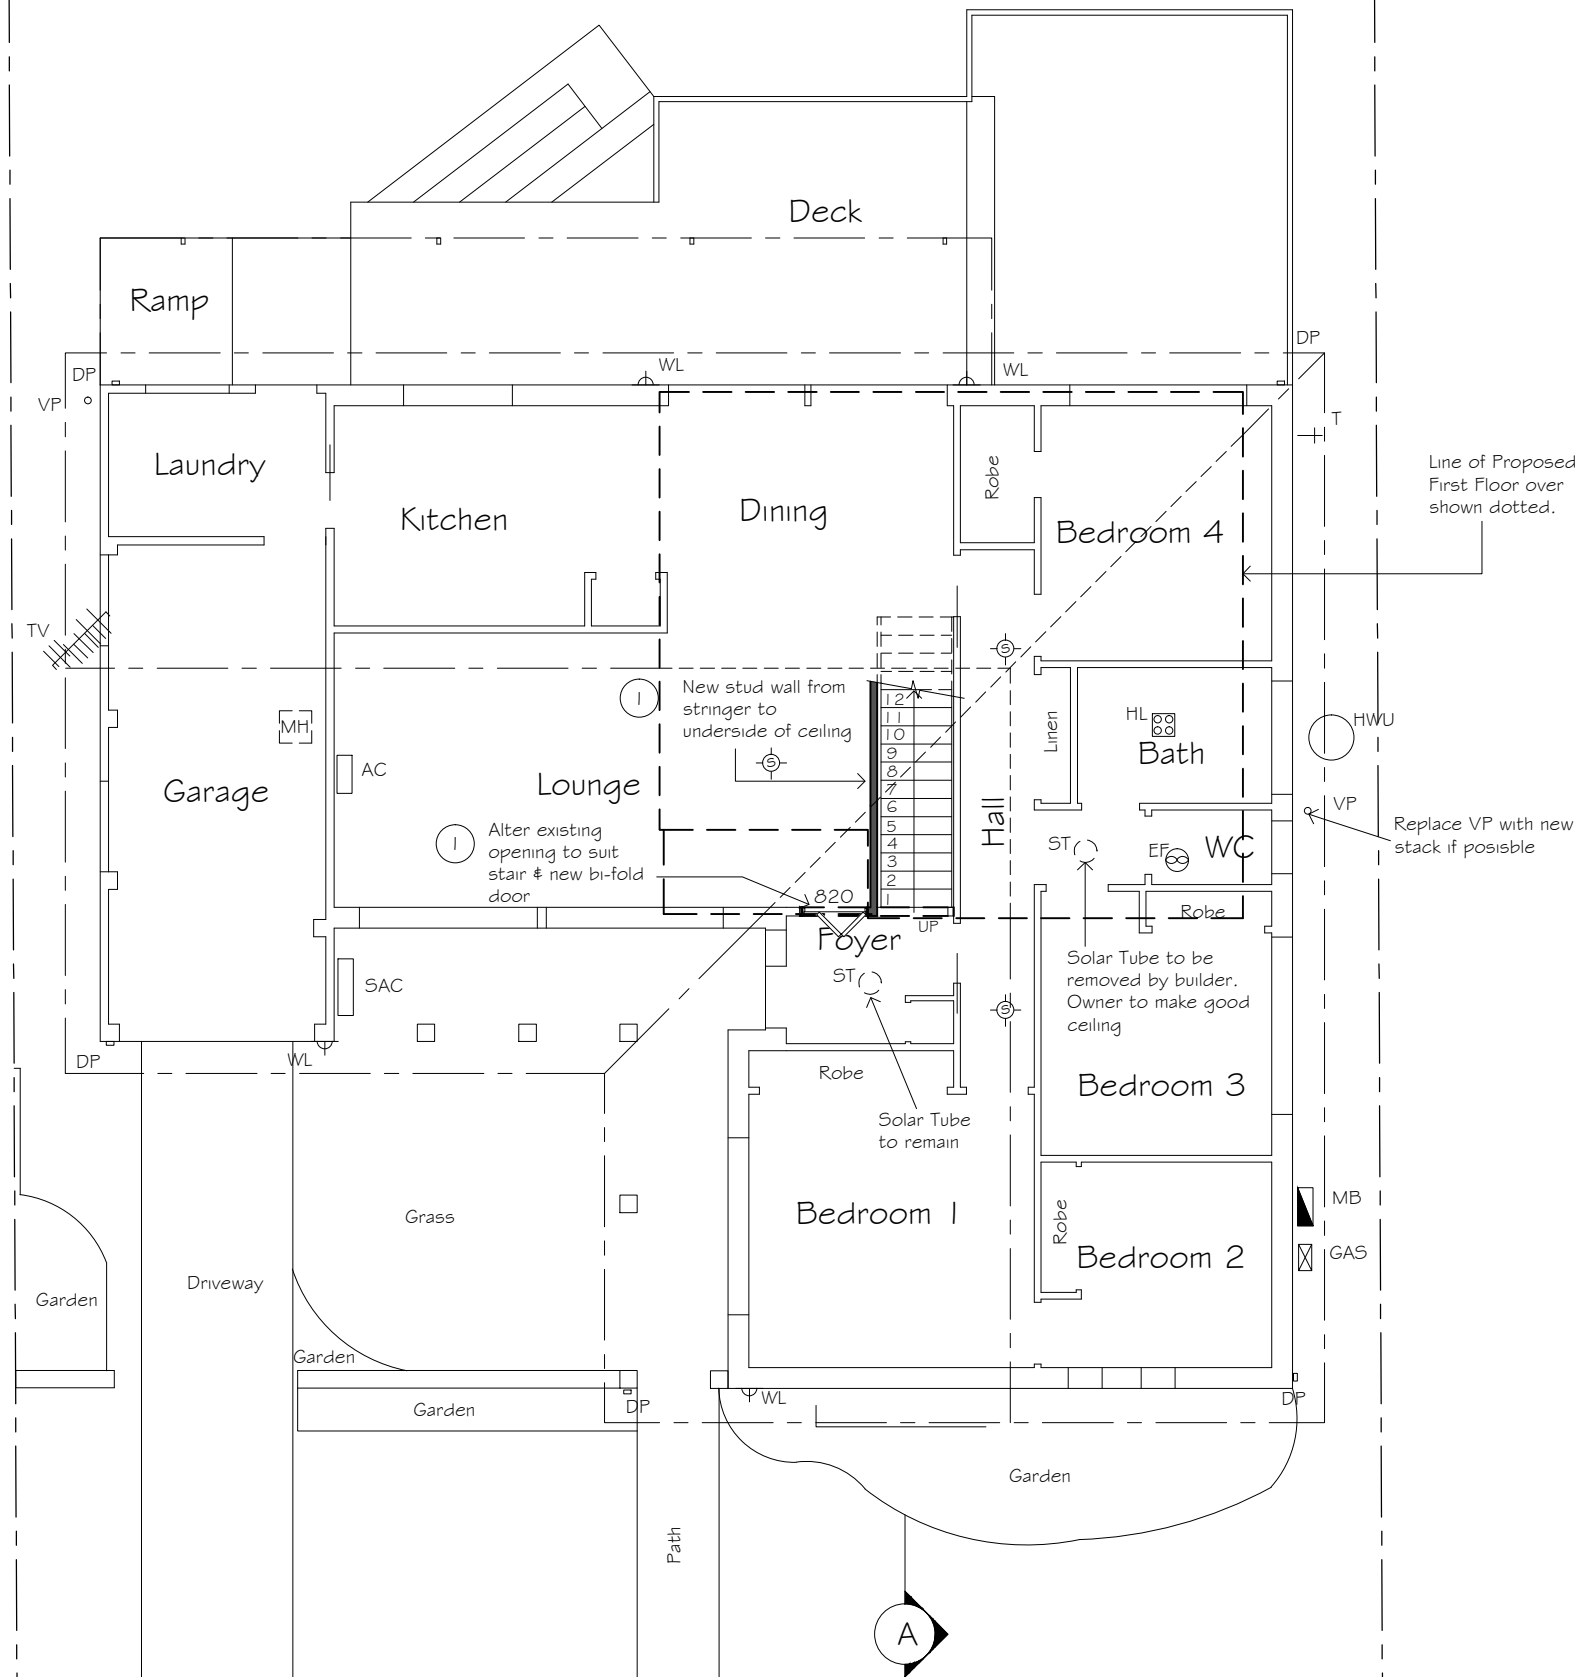 Deck
Ramp
DP
WL
WL
DP
VP
T
Laundry
Kitchen
Dining
Robe
Bedroom 4
Line of Proposed
First Floor over
shown dotted.
TV
S
1
New stud wall from
stringer to
underside of ceiling
S
12
11
10
9
8
7
6
5
4
3
2
1
MH
AC
Garage
Lounge
Linen
HL
Bath
HWU
VP
Replace VP with new
stack if posisble
Hall
1
Alter existing
opening to suit
stair & new bi-fold
door
820
ST
EF
WC
UP
Foyer
Robe
ST
SAC
Solar Tube to be
removed by builder.
Owner to make good
ceiling
S
DP
WL
Robe
Bedroom 3
Solar Tube
to remain
Bedroom 1
Robe
Bedroom 2
MB
GAS
Grass
Driveway
Garden
Garden
Garden
DP
WL
DP
Garden
Path
A